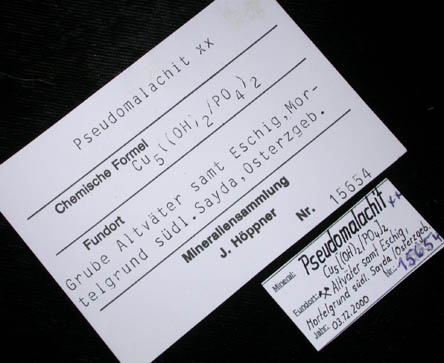 Pseudomalachit xx
Chemische Formel
Cu5((OH)2/PO4)2
Fundort
Grube Altväter samt Eschig,Mor-
telgrund südl.Sayda,Osterzgeb.
Mineraliensammlung
J. Höppner Nr. 15654
Mineral: Pseudomalachit ++
Cu5[(OH)2/PO4]2
Fundort: Altväter samt Eschig
Mortelgrund südl. Sayda/Osterzgeb.
Jahr: 03.12.2000 Nr.: 15654